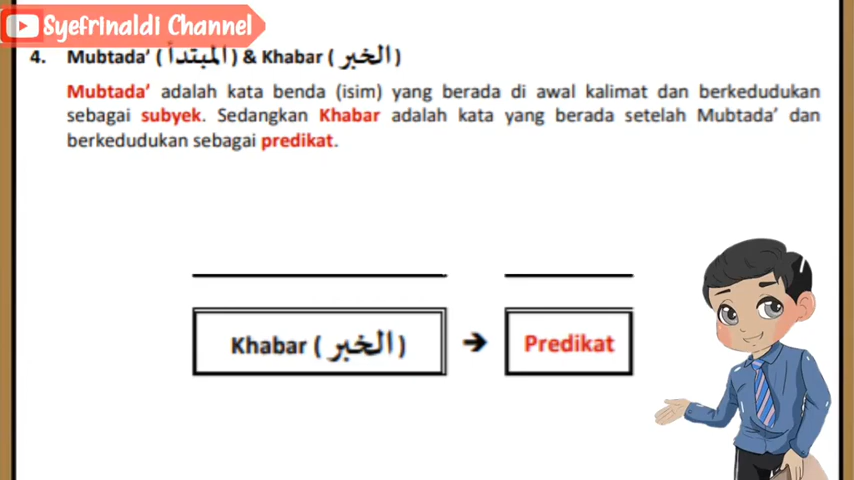 Syefrinaldi Channel
4. Mubtada' ( المبتدأ ) & Khabar ( الخبر )
Mubtada' adalah kata benda (isim) yang berada di awal kalimat dan berkedudukan
sebagai subyek. Sedangkan Khabar adalah kata yang berada setelah Mubtada' dan
berkedudukan sebagai predikat.
Khabar ( الخبر ) → Predikat